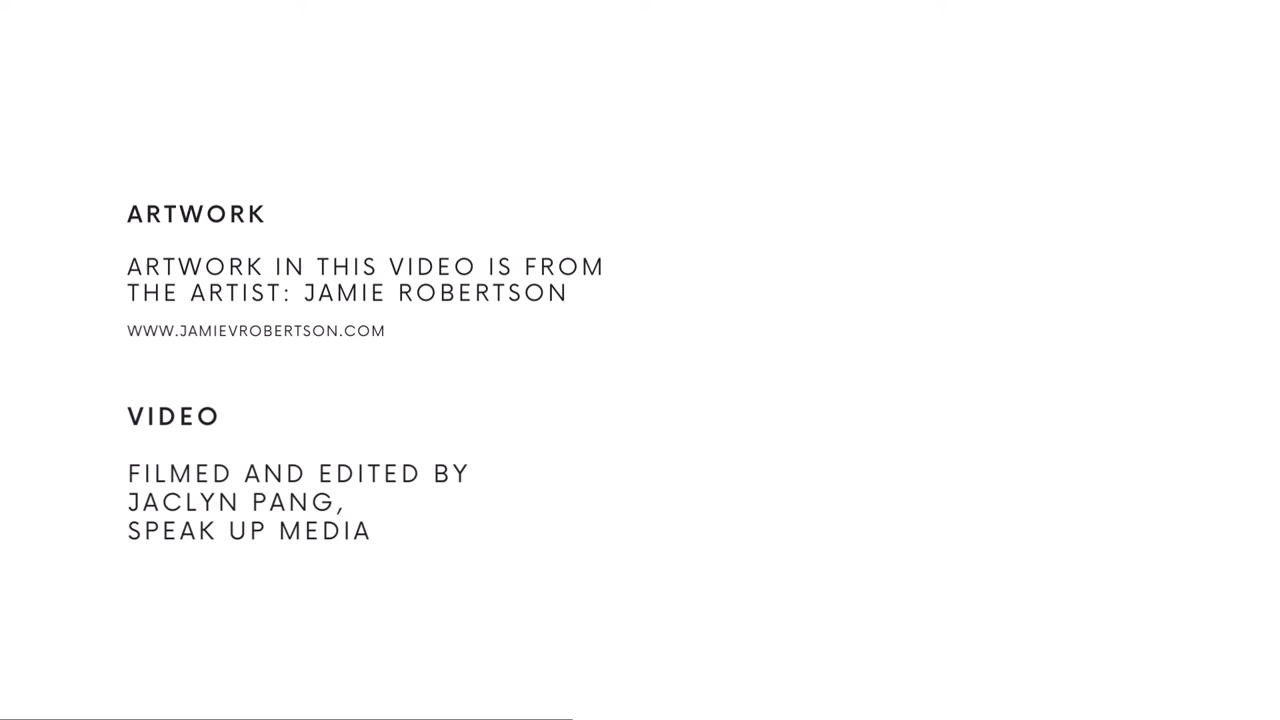 ARTWORK
ARTWORK IN THIS VIDEO IS FROM
THE ARTIST: JAMIE ROBERTSON
WWW.JAMIEVROBERTSON.COM
VIDEO
FILMED AND EDITED BY
JACLYN PANG,
SPEAK UP MEDIA